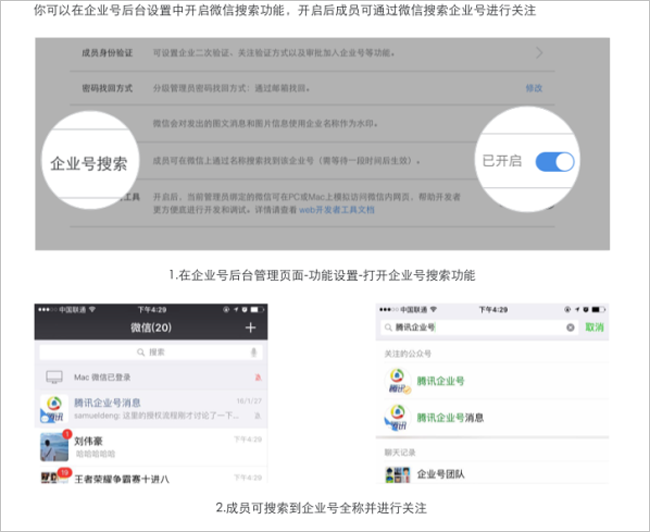 你可以在企业号后台设置中开启微信搜索功能，开启后成员可通过微信搜索企业号进行关注
成员身份验证 可设置企业二次验证、关注验证方式以及审批加入企业号等功能。
密码找回方式 分级管理员密码找回方式：通过邮箱找回。 修改
微信会对发出的图文消息和图片信息使用企业名称作为水印。
企业号搜索 成员可在微信上通过名称搜索找到该企业号（需等待一段时间后生效）。 已开启
工具 开启后，当前管理员绑定的微信可在PC或Mac上模拟访问微信内网页，帮助开发者
更方便底进行开发和调试。详情请查看 web开发者工具文档
1.在企业号后台管理页面-功能设置-打开企业号搜索功能
中国联通 下午4:29
微信(20) +
搜索
Mac 微信已登录
腾讯企业号消息 16/1/27
samueldeng: 这里的授权流程刚才讨论了一下...
1
刘伟豪 下午4:29
哈哈哈哈哈
19
王者荣耀争霸赛十进八 下午4:29
中国联通 下午4:29
腾讯企业号 取消
关注的公众号
腾讯企业号
腾讯企业号消息
聊天记录
企业号团队
2.成员可搜索到企业号全称并进行关注